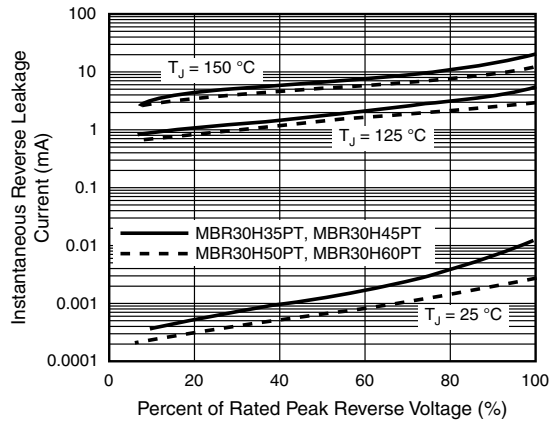 100
10
1
0.1
0.01
0.001
0.0001
Instantaneous Reverse Leakage
Current (mA)
T_J = 150 °C
T_J = 125 °C
MBR30H35PT, MBR30H45PT
MBR30H50PT, MBR30H60PT
T_J = 25 °C
0 20 40 60 80 100
Percent of Rated Peak Reverse Voltage (%)